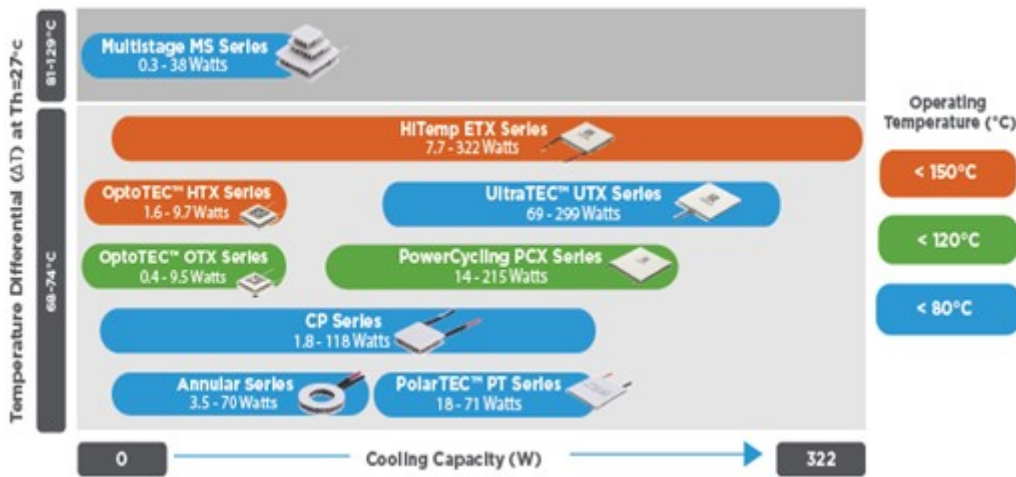 Temperature Differential (ΔT) at Th=27°c
81-129°C
Multistage MS Series
0.3 - 38 Watts
68-74°C
HiTemp ETX Series
7.7 - 322 Watts
OptoTEC™ HTX Series
1.6 - 9.7 Watts
UltraTEC™ UTX Series
69 - 299 Watts
OptoTEC™ OTX Series
0.4 - 9.5 Watts
PowerCycling PCX Series
14 - 215 Watts
CP Series
1.8 - 118 Watts
Annular Series
3.5 - 70 Watts
PolarTEC™ PT Series
18 - 71 Watts
0
Cooling Capacity (W)
322
Operating
Temperature (°C)
< 150°C
< 120°C
< 80°C